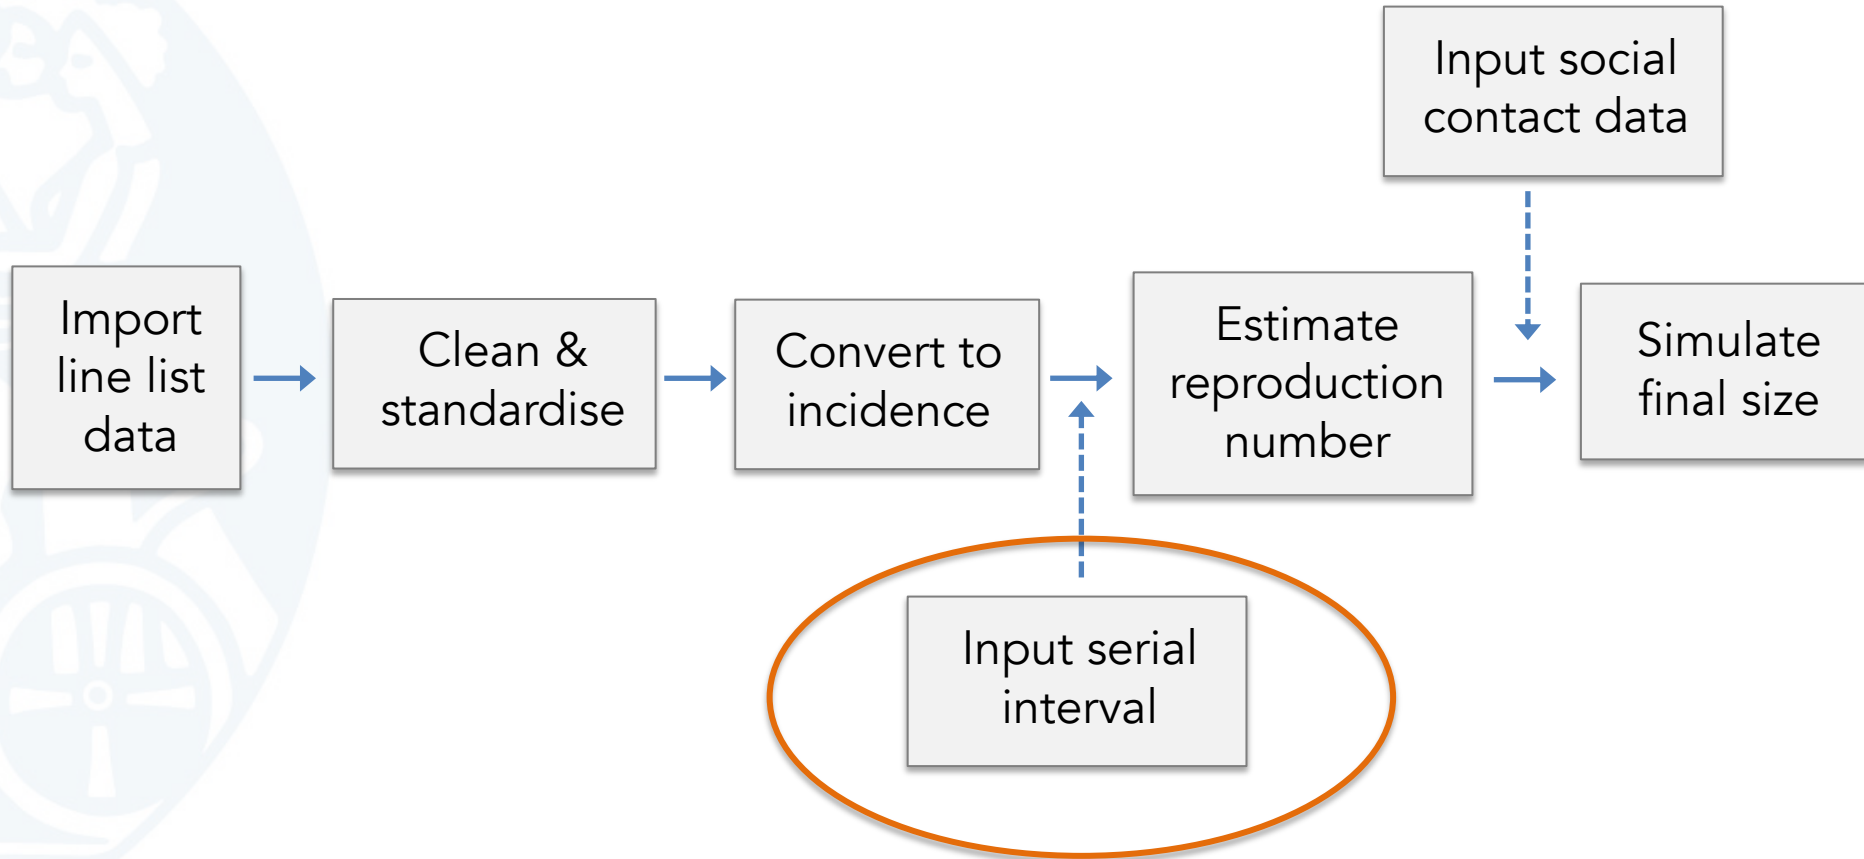 Input social
contact data
Import
line list
data
Clean &
standardise
Convert to
incidence
Estimate
reproduction
number
Simulate
final size
Input serial
interval